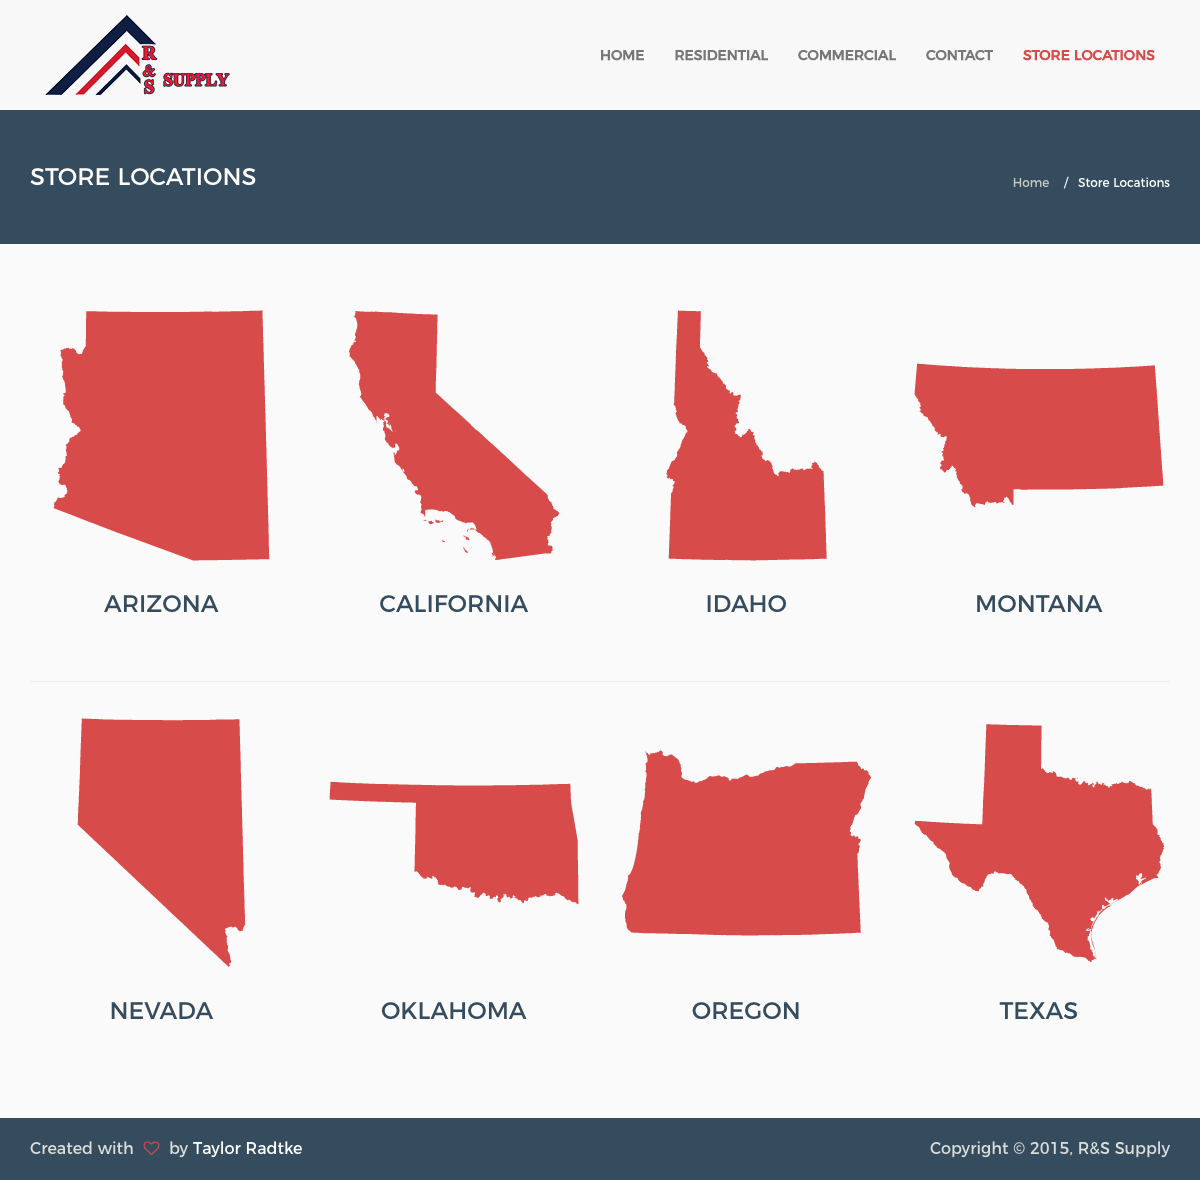 R & S SUPPLY
HOME RESIDENTIAL COMMERCIAL CONTACT STORE LOCATIONS
STORE LOCATIONS
Home / Store Locations
ARIZONA
CALIFORNIA
IDAHO
MONTANA
NEVADA
OKLAHOMA
OREGON
TEXAS
Created with ♡ by Taylor Radtke
Copyright © 2015, R&S Supply